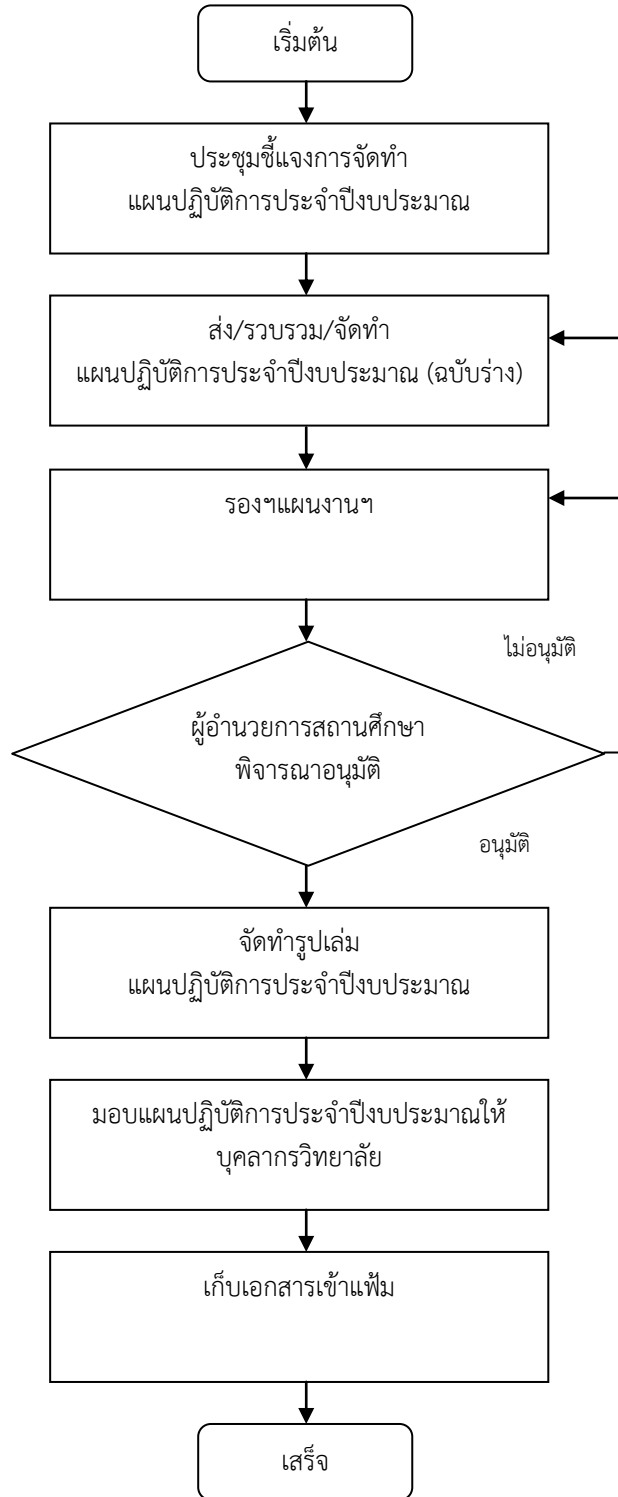 เริ่มต้น
ประชุมชี้แจงการจัดทำ
แผนปฏิบัติการประจำปีงบประมาณ
ส่ง/รวบรวม/จัดทำ
แผนปฏิบัติการประจำปีงบประมาณ (ฉบับร่าง)
รองฯแผนงานฯ
ไม่อนุมัติ
ผู้อำนวยการสถานศึกษา
พิจารณาอนุมัติ
อนุมัติ
จัดทำรูปเล่ม
แผนปฏิบัติการประจำปีงบประมาณ
มอบแผนปฏิบัติการประจำปีงบประมาณให้
บุคลากรวิทยาลัย
เก็บเอกสารเข้าแฟ้ม
เสร็จ